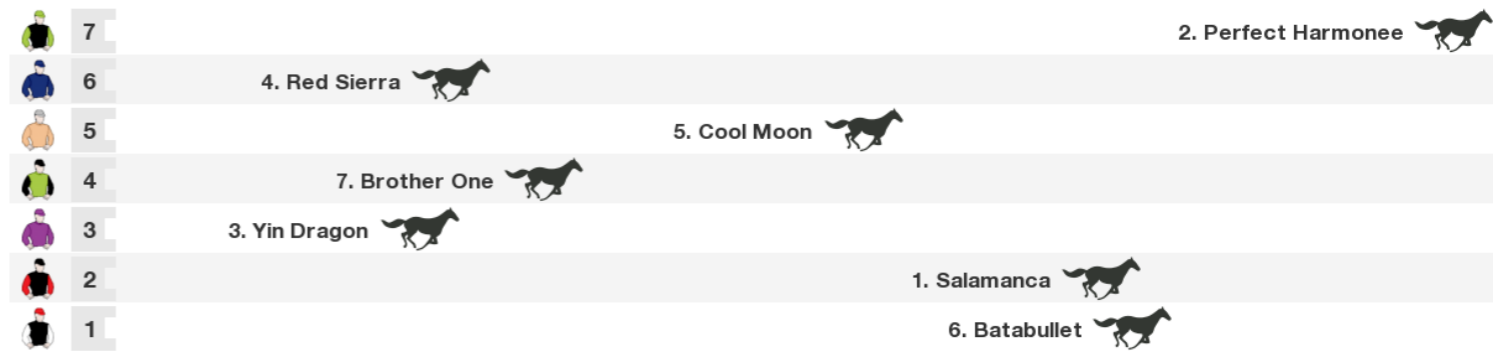 7 2. Perfect Harmonee
6 4. Red Sierra
5 5. Cool Moon
4 7. Brother One
3 3. Yin Dragon
2 1. Salamanca
1 6. Batabullet